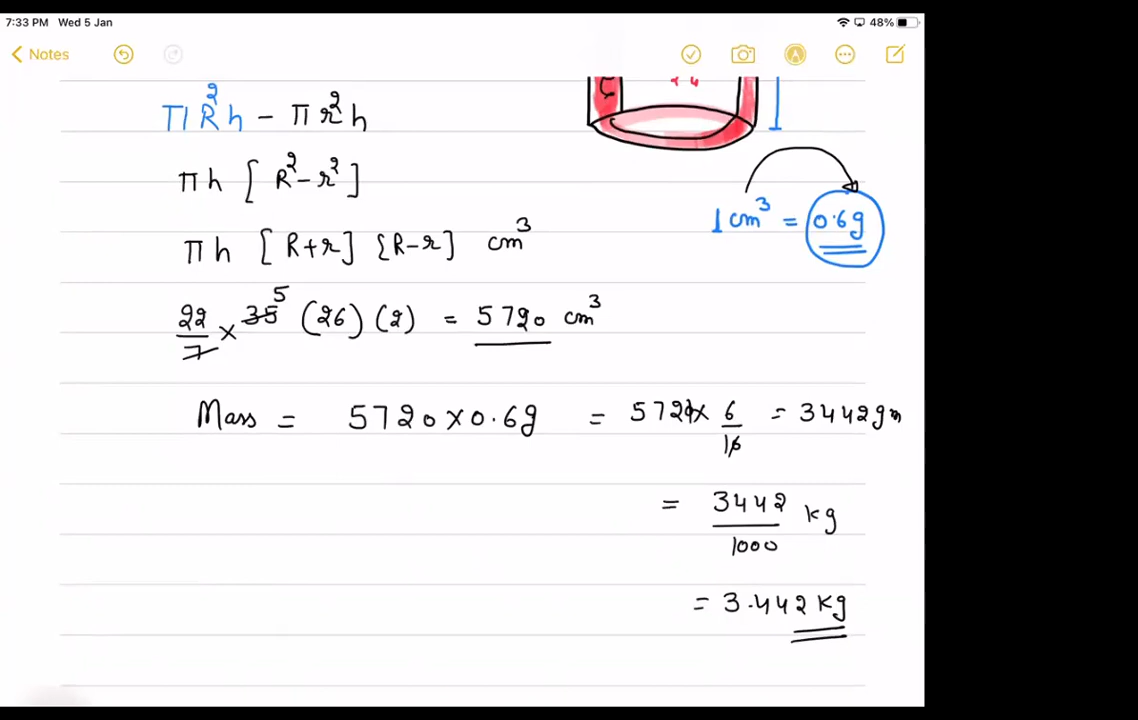 7:33 PM Wed 5 Jan 48%
Notes
πR²h - πr²h
πh [R²-r²]
1 cm³ = 0.6g
πh [R+r] [R-r] cm³
22/7 × 35 5 (26) (2) = 5720 cm³
Mass = 5720 × 0.6g = 5720 × 6/10 = 3442 gm
= 3442/1000 kg
= 3.442 kg